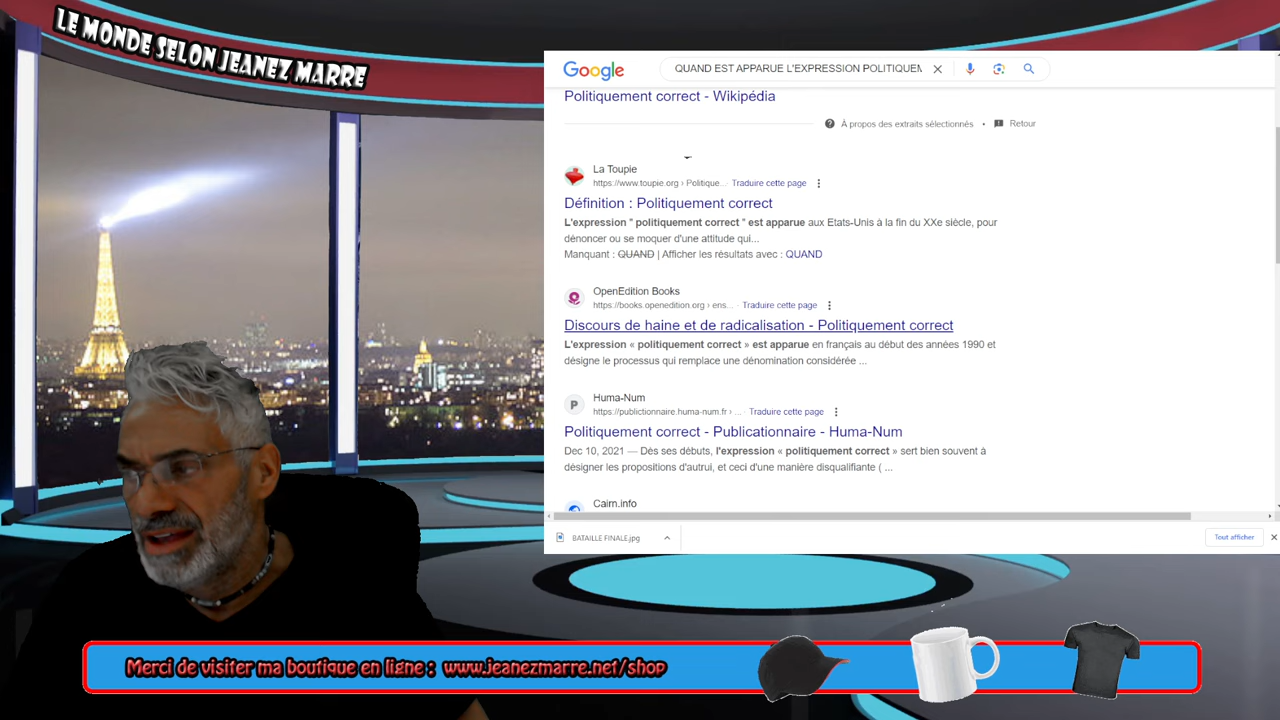 LE MONDE SELON JEANEZ MARRE
Google
QUAND EST APPARUE L'EXPRESSION POLITIQUEM
Politiquement correct - Wikipédia
À propos des extraits sélectionnés • Retour
La Toupie
https://www.toupie.org › Politique... Traduire cette page
Définition : Politiquement correct
L'expression " politiquement correct " est apparue aux Etats-Unis à la fin du XXe siècle, pour
dénoncer ou se moquer d'une attitude qui...
Manquant : QUAND | Afficher les résultats avec : QUAND
OpenEdition Books
https://books.openedition.org › ens... Traduire cette page
Discours de haine et de radicalisation - Politiquement correct
L'expression « politiquement correct » est apparue en français au début des années 1990 et
désigne le processus qui remplace une dénomination considérée ...
Huma-Num
https://publictionnaire.huma-num.fr › ... Traduire cette page
Politiquement correct - Publicationnaire - Huma-Num
Dec 10, 2021 — Dès ses débuts, l'expression « politiquement correct » sert bien souvent à
désigner les propositions d'autrui, et ceci d'une manière disqualifiante ( ...
Cairn.info
BATAILLE FINALE.jpg
Tout afficher
Merci de visiter ma boutique en ligne : www.jeanezmarre.net/shop